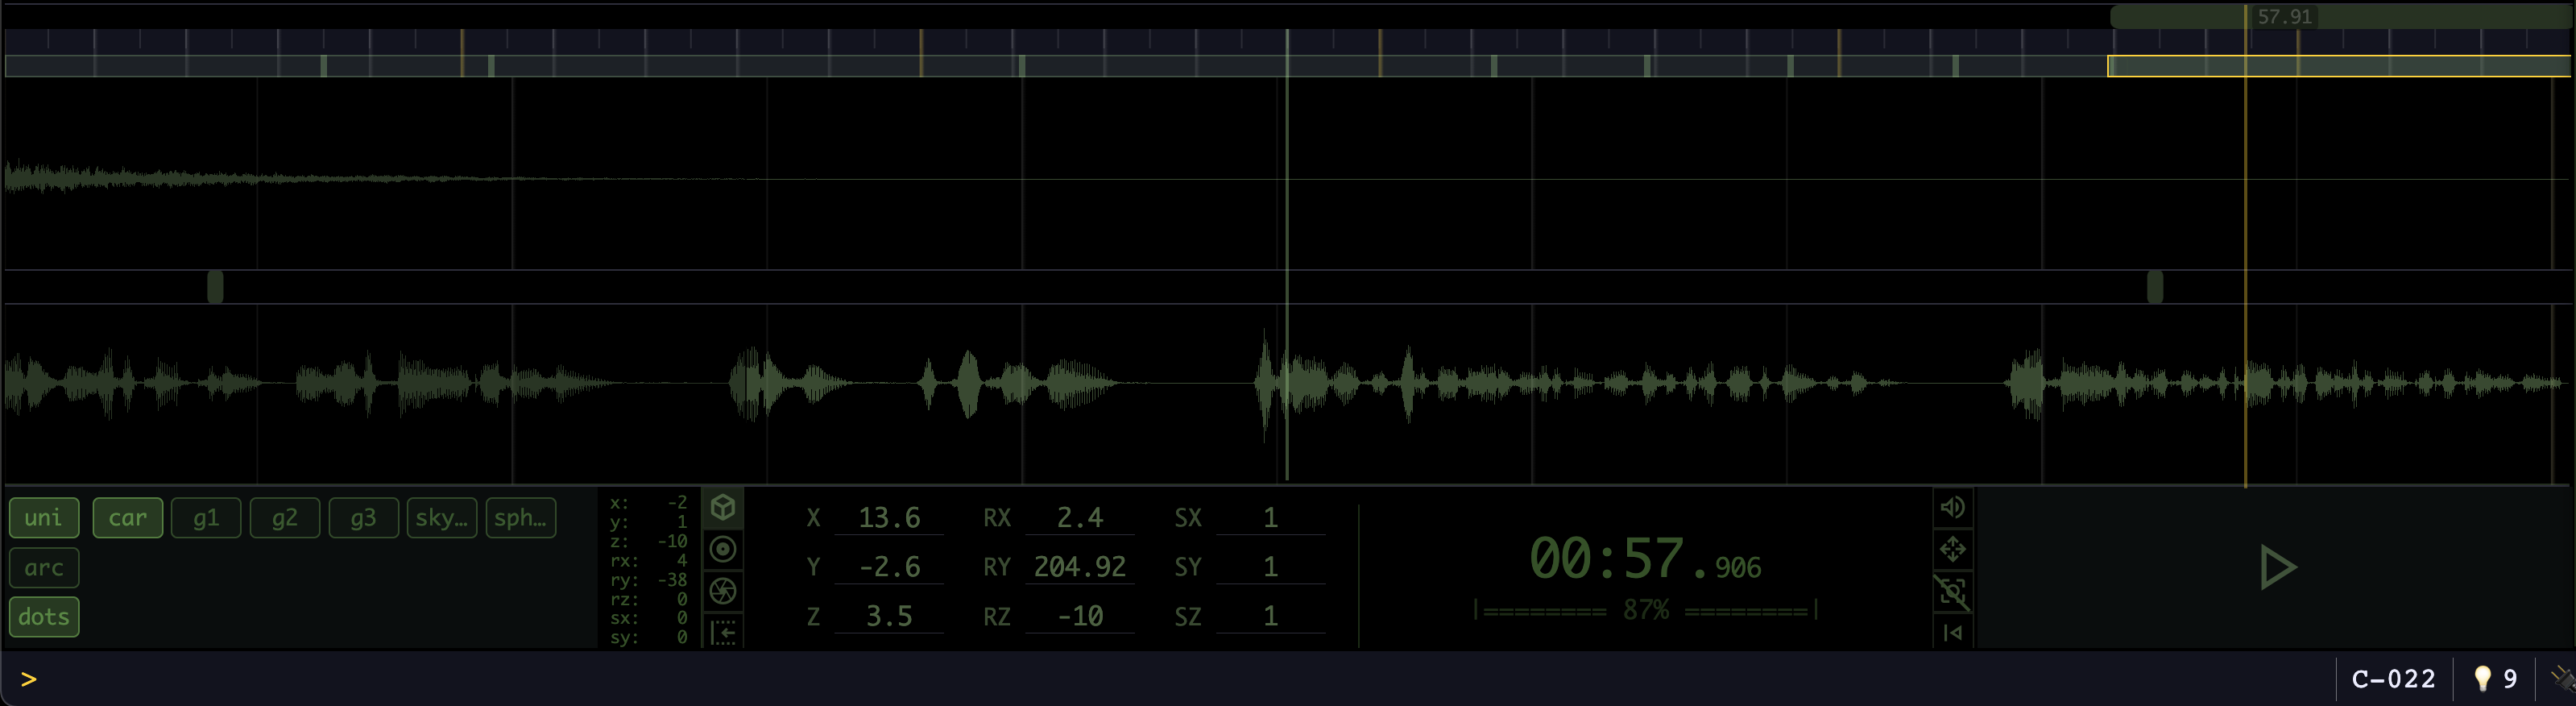 57.91
uni car g1 g2 g3 sky… sph…
arc
dots
x: -2
y: 1
z: -10
rx: 4
ry: -38
rz: 0
sx: 0
sy: 0
X 13.6 RX 2.4 SX 1
Y -2.6 RY 204.92 SY 1
Z 3.5 RZ -10 SZ 1
00:57.906
|======== 87% ========|
> C-022 9